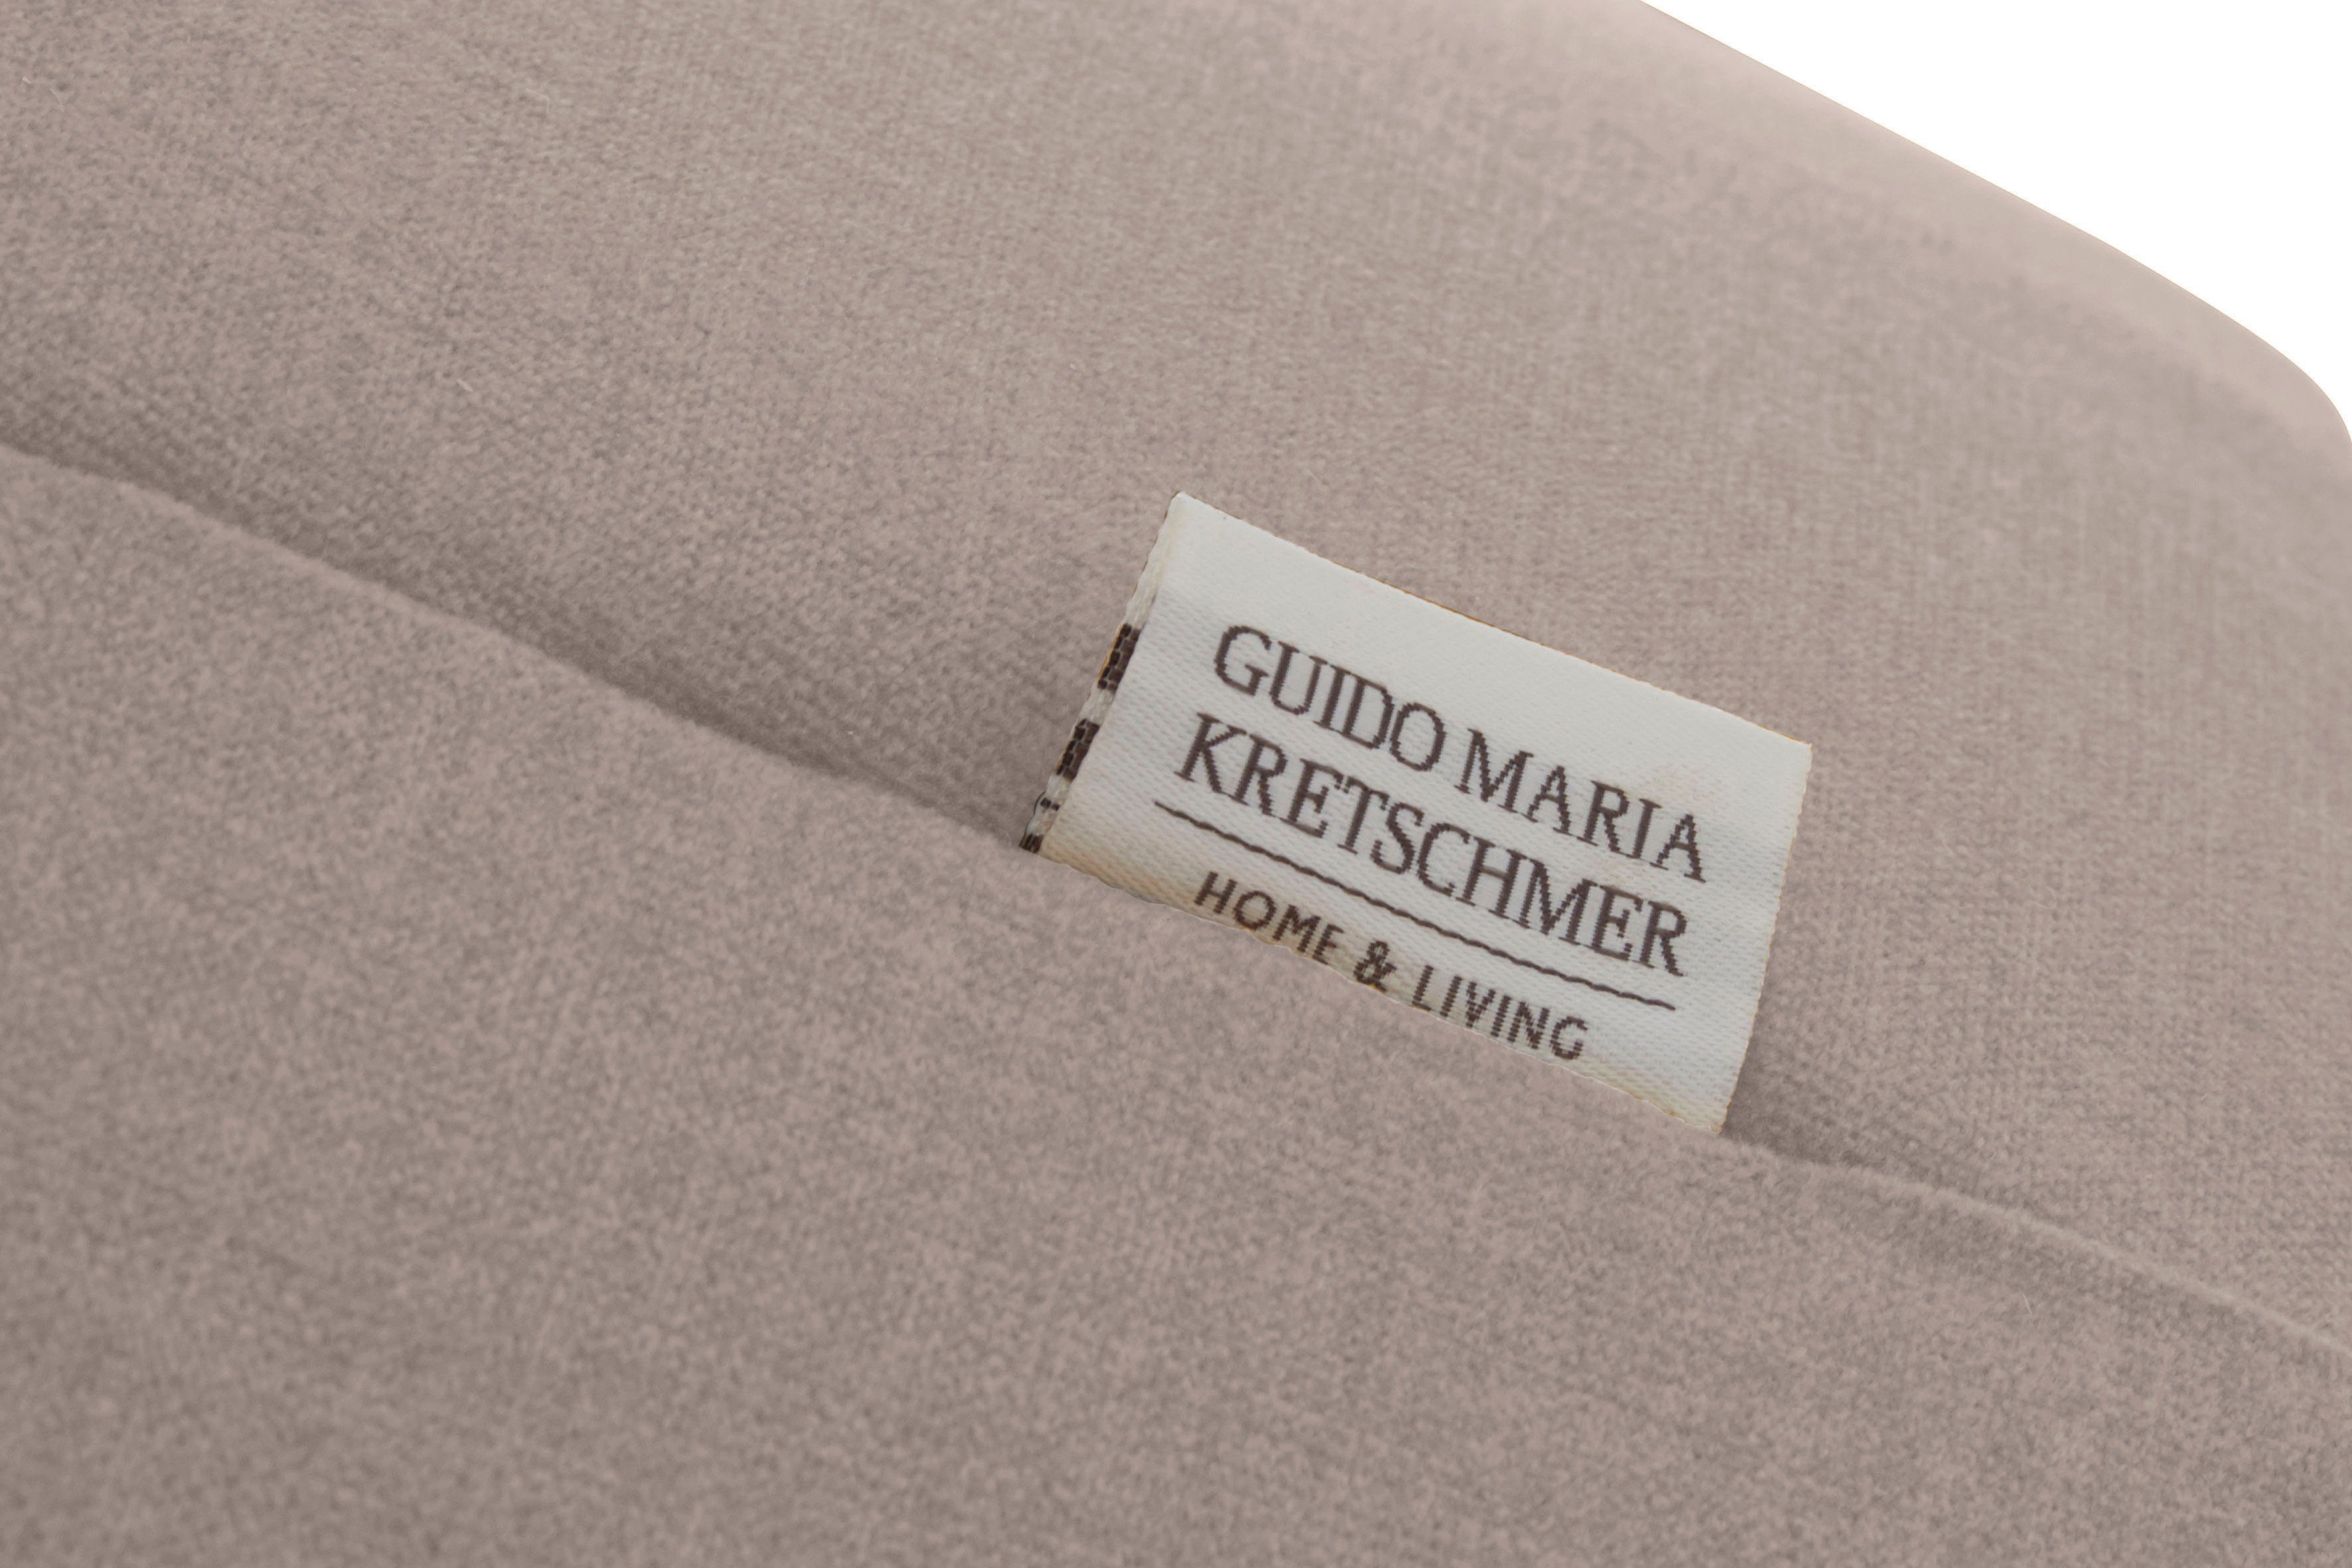 GUIDO MARIA
KRETSCHMER
HOME & LIVING